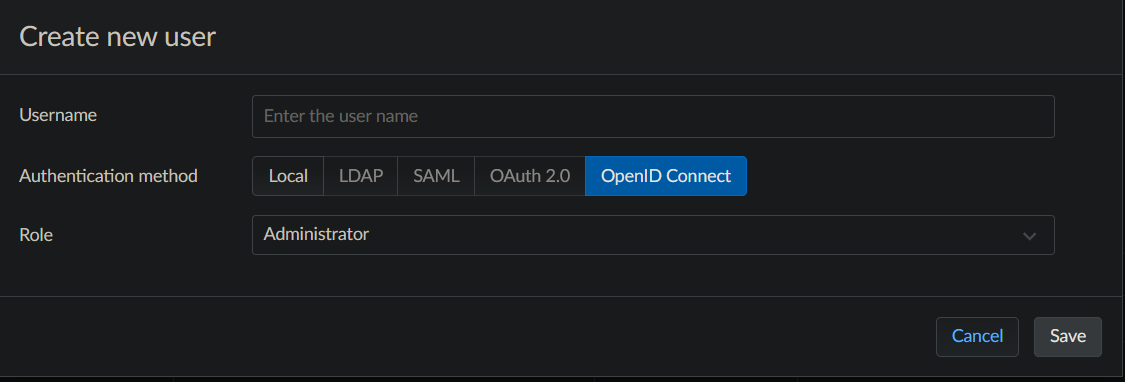 Create new user
Username
Enter the user name
Authentication method
Local
LDAP
SAML
OAuth 2.0
OpenID Connect
Role
Administrator
Cancel
Save